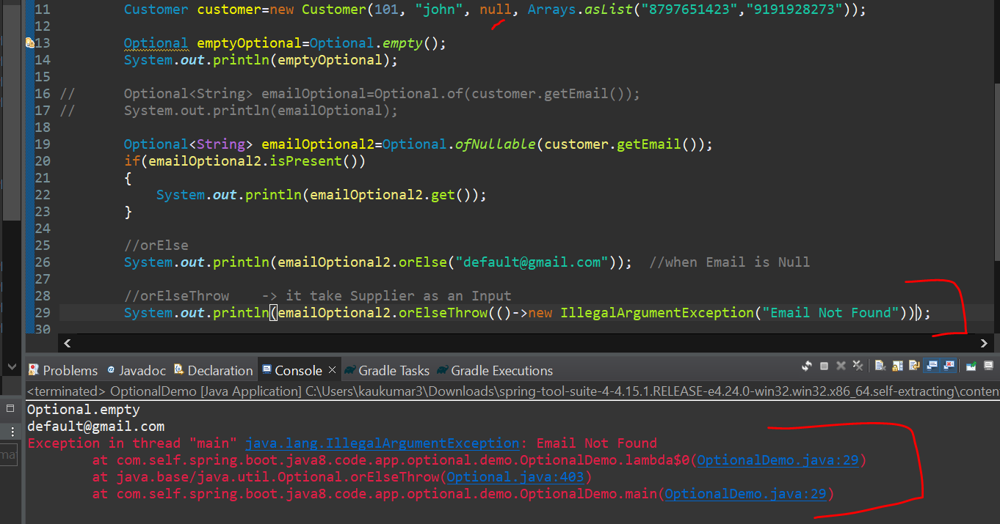 11 Customer customer=new Customer(101, "john", null, Arrays.asList("8797651423","9191928273"));
12
13 Optional emptyOptional=Optional.empty();
14 System.out.println(emptyOptional);
15
16 // Optional<String> emailOptional=Optional.of(customer.getEmail());
17 // System.out.println(emailOptional);
18
19 Optional<String> emailOptional2=Optional.ofNullable(customer.getEmail());
20 if(emailOptional2.isPresent())
21 {
22 System.out.println(emailOptional2.get());
23 }
24
25 //orElse
26 System.out.println(emailOptional2.orElse("default@gmail.com")); //when Email is Null
27
28 //orElseThrow -> it take Supplier as an Input
29 System.out.println(emailOptional2.orElseThrow(()->new IllegalArgumentException("Email Not Found")));
30
Problems Javadoc Declaration Console Gradle Tasks Gradle Executions
<terminated> OptionalDemo [Java Application] C:\Users\kaukumar3\Downloads\spring-tool-suite-4-4.15.1.RELEASE-e4.24.0-win32.win32.x86_64.self-extracting\conten
Optional.empty
default@gmail.com
Exception in thread "main" java.lang.IllegalArgumentException: Email Not Found
at com.self.spring.boot.java8.code.app.optional.demo.OptionalDemo.lambda$0(OptionalDemo.java:29)
at java.base/java.util.Optional.orElseThrow(Optional.java:403)
at com.self.spring.boot.java8.code.app.optional.demo.OptionalDemo.main(OptionalDemo.java:29)